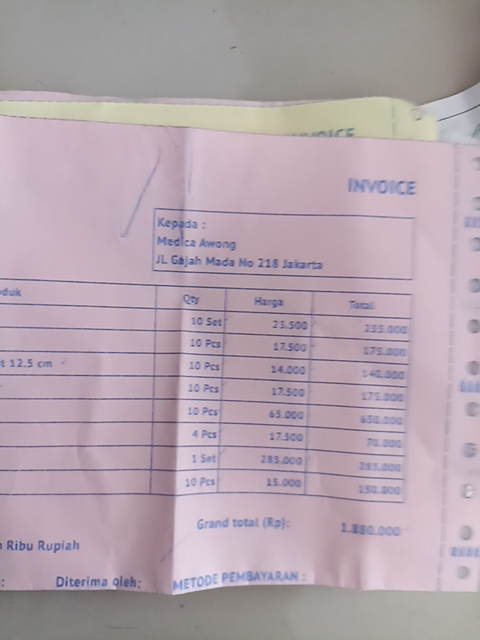 INVOICE
INVOICE
Kepada :
Medica Awong
JL Gajah Mada No 218 Jakarta
oduk Qty Harga Total
10 Set 23.500 235.000
10 Pcs 17.500 175.000
t 12.5 cm 10 Pcs 14.000 140.000
10 Pcs 17.500 175.000
10 Pcs 65.000 650.000
4 Pcs 17.500 70.000
1 Set 285.000 285.000
10 Pcs 15.000 150.000
Grand total (Rp): 1.880.000
Ribu Rupiah
: Diterima oleh: METODE PEMBAYARAN :